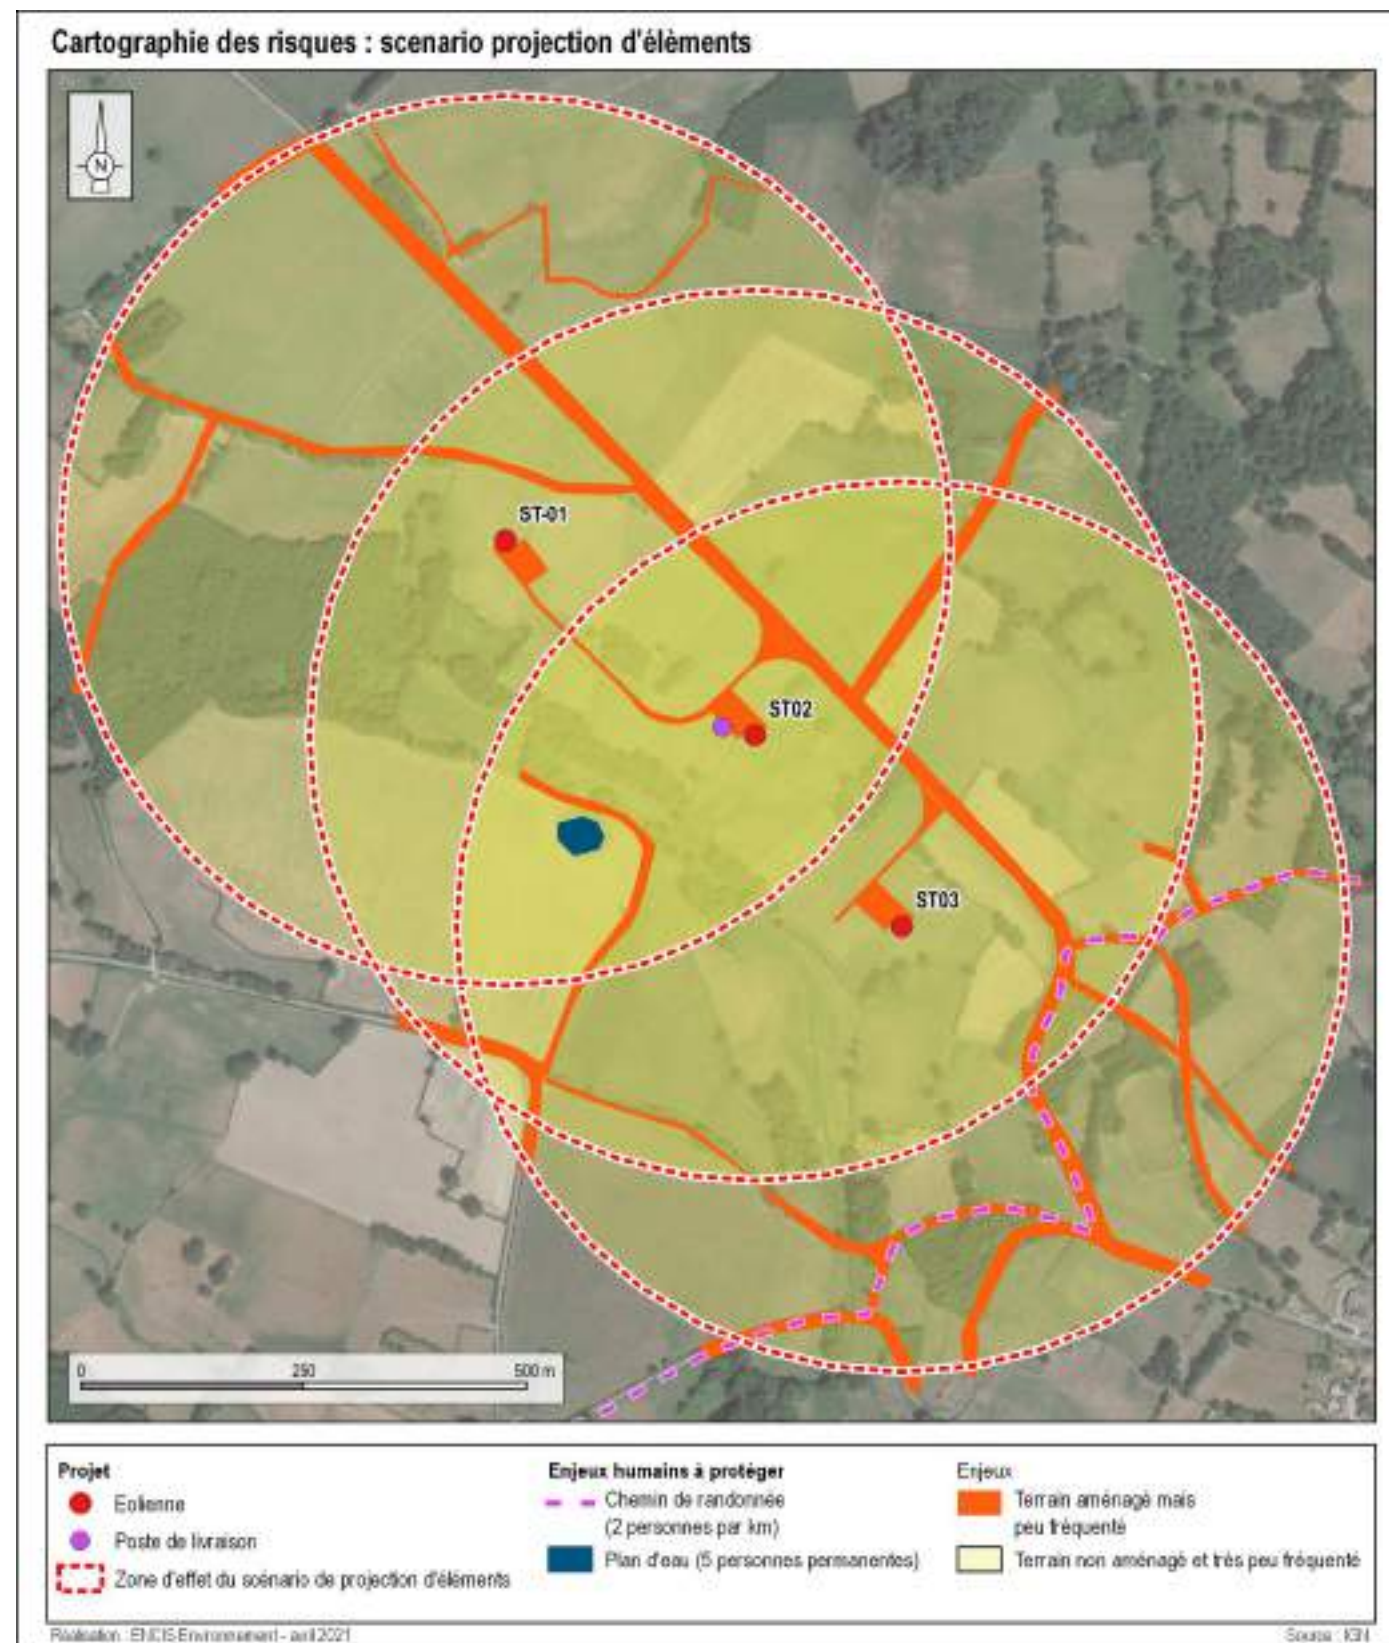 Cartographie des risques : scenario projection d'élèments
N
ST-01
ST02
ST03
0 250 500 m
Projet
Eolienne
Poste de livraison
Zone d'effet du scénario de projection d'éléments
Enjeux humains à protéger
Chemin de randonnée
(2 personnes par km)
Plan d'eau (5 personnes permanentes)
Enjeux
Terrain aménagé mais
peu fréquenté
Terrain non aménagé et très peu fréquenté
Réalisation : ENCIS Environnement - avril 2021
Source : IGN